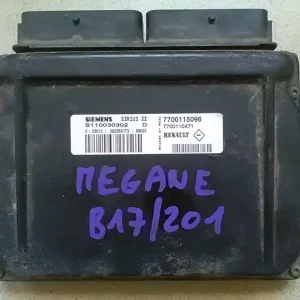 SIEMENS SIRIUS 32
S110030302 D
7700115096
7700110471
RENAULT
MEGANE
B17/201